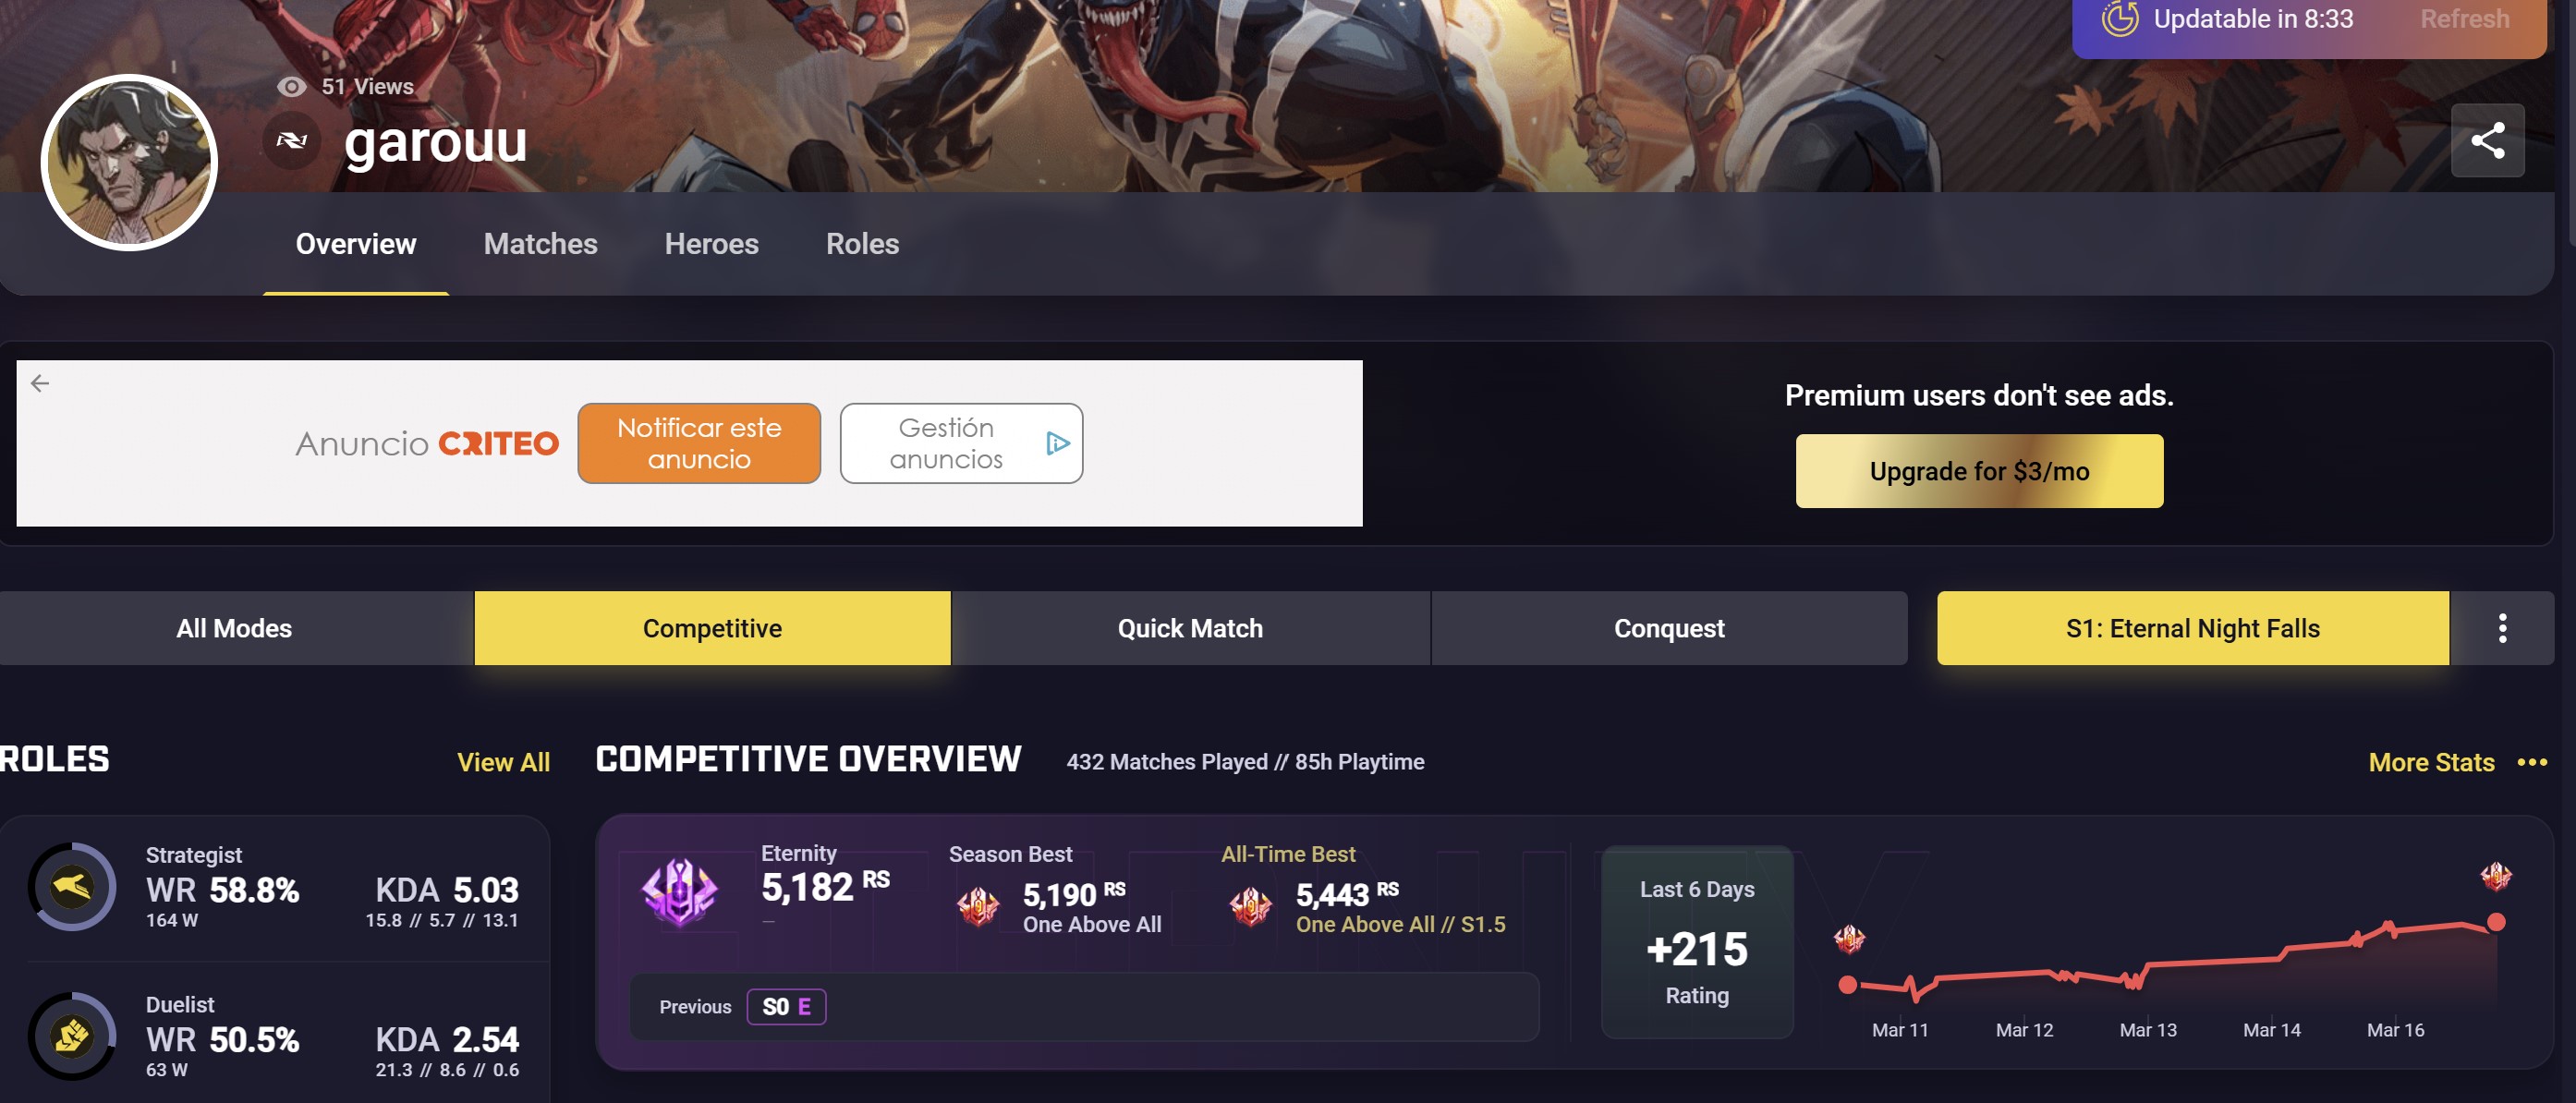 Updatable in 8:33 Refresh
51 Views
garouu
Overview Matches Heroes Roles
Anuncio CRITEO
Notificar este
anuncio
Gestión
anuncios
Premium users don't see ads.
Upgrade for $3/mo
All Modes Competitive Quick Match Conquest S1: Eternal Night Falls
ROLES View All
Strategist
WR 58.8% KDA 5.03
164 W 15.8 // 5.7 // 13.1
Duelist
WR 50.5% KDA 2.54
63 W 21.3 // 8.6 // 0.6
COMPETITIVE OVERVIEW 432 Matches Played // 85h Playtime More Stats
Eternity
5,182 RS
—
Season Best
5,190 RS
One Above All
All-Time Best
5,443 RS
One Above All // S1.5
Previous S0 E
Last 6 Days
+215
Rating
Mar 11 Mar 12 Mar 13 Mar 14 Mar 16